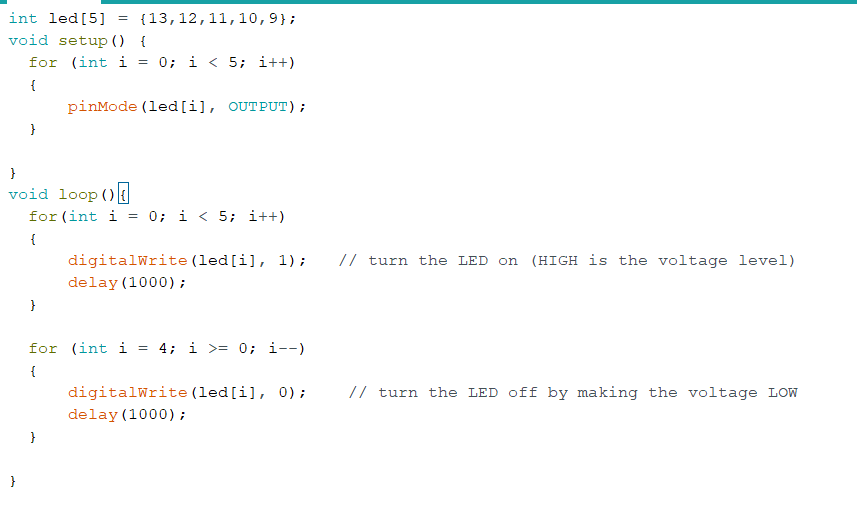 int led[5] = {13,12,11,10,9};
void setup() {
  for (int i = 0; i < 5; i++)
  {
      pinMode(led[i], OUTPUT);
  }

}
void loop(){
  for(int i = 0; i < 5; i++)
  {
      digitalWrite(led[i], 1);   // turn the LED on (HIGH is the voltage level)
      delay(1000);
  }

  for (int i = 4; i >= 0; i--)
  {
      digitalWrite(led[i], 0);    // turn the LED off by making the voltage LOW
      delay(1000);
  }

}